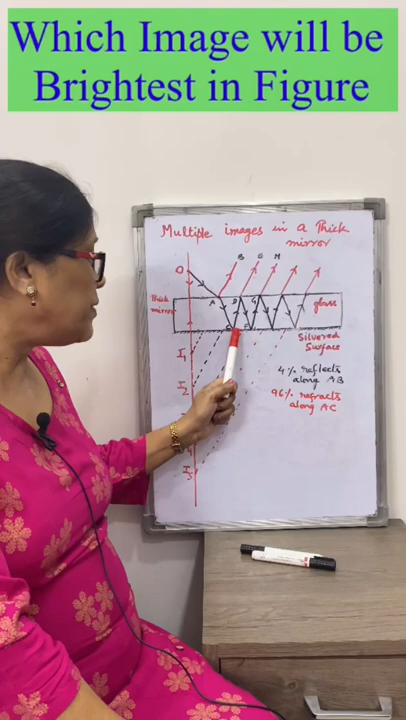 Which Image will be
Brightest in Figure
Multiple images in a Thick
mirror
B G M
O
Thick
mirror
A D
glass
C
Silvered
Surface
I1
I2
4% reflects
along AB
96% refracts
along AC
I3